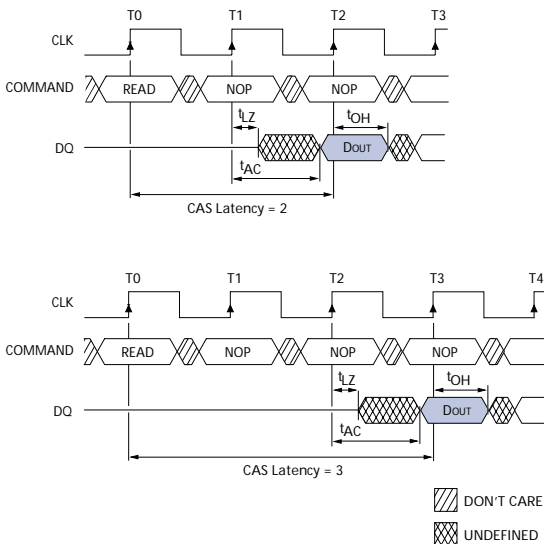 T0 T1 T2 T3
CLK
COMMAND READ NOP NOP
tLZ tOH
DQ DOUT
tAC
CAS Latency = 2
T0 T1 T2 T3 T4
CLK
COMMAND READ NOP NOP NOP
tLZ tOH
DQ DOUT
tAC
CAS Latency = 3
DON'T CARE
UNDEFINED